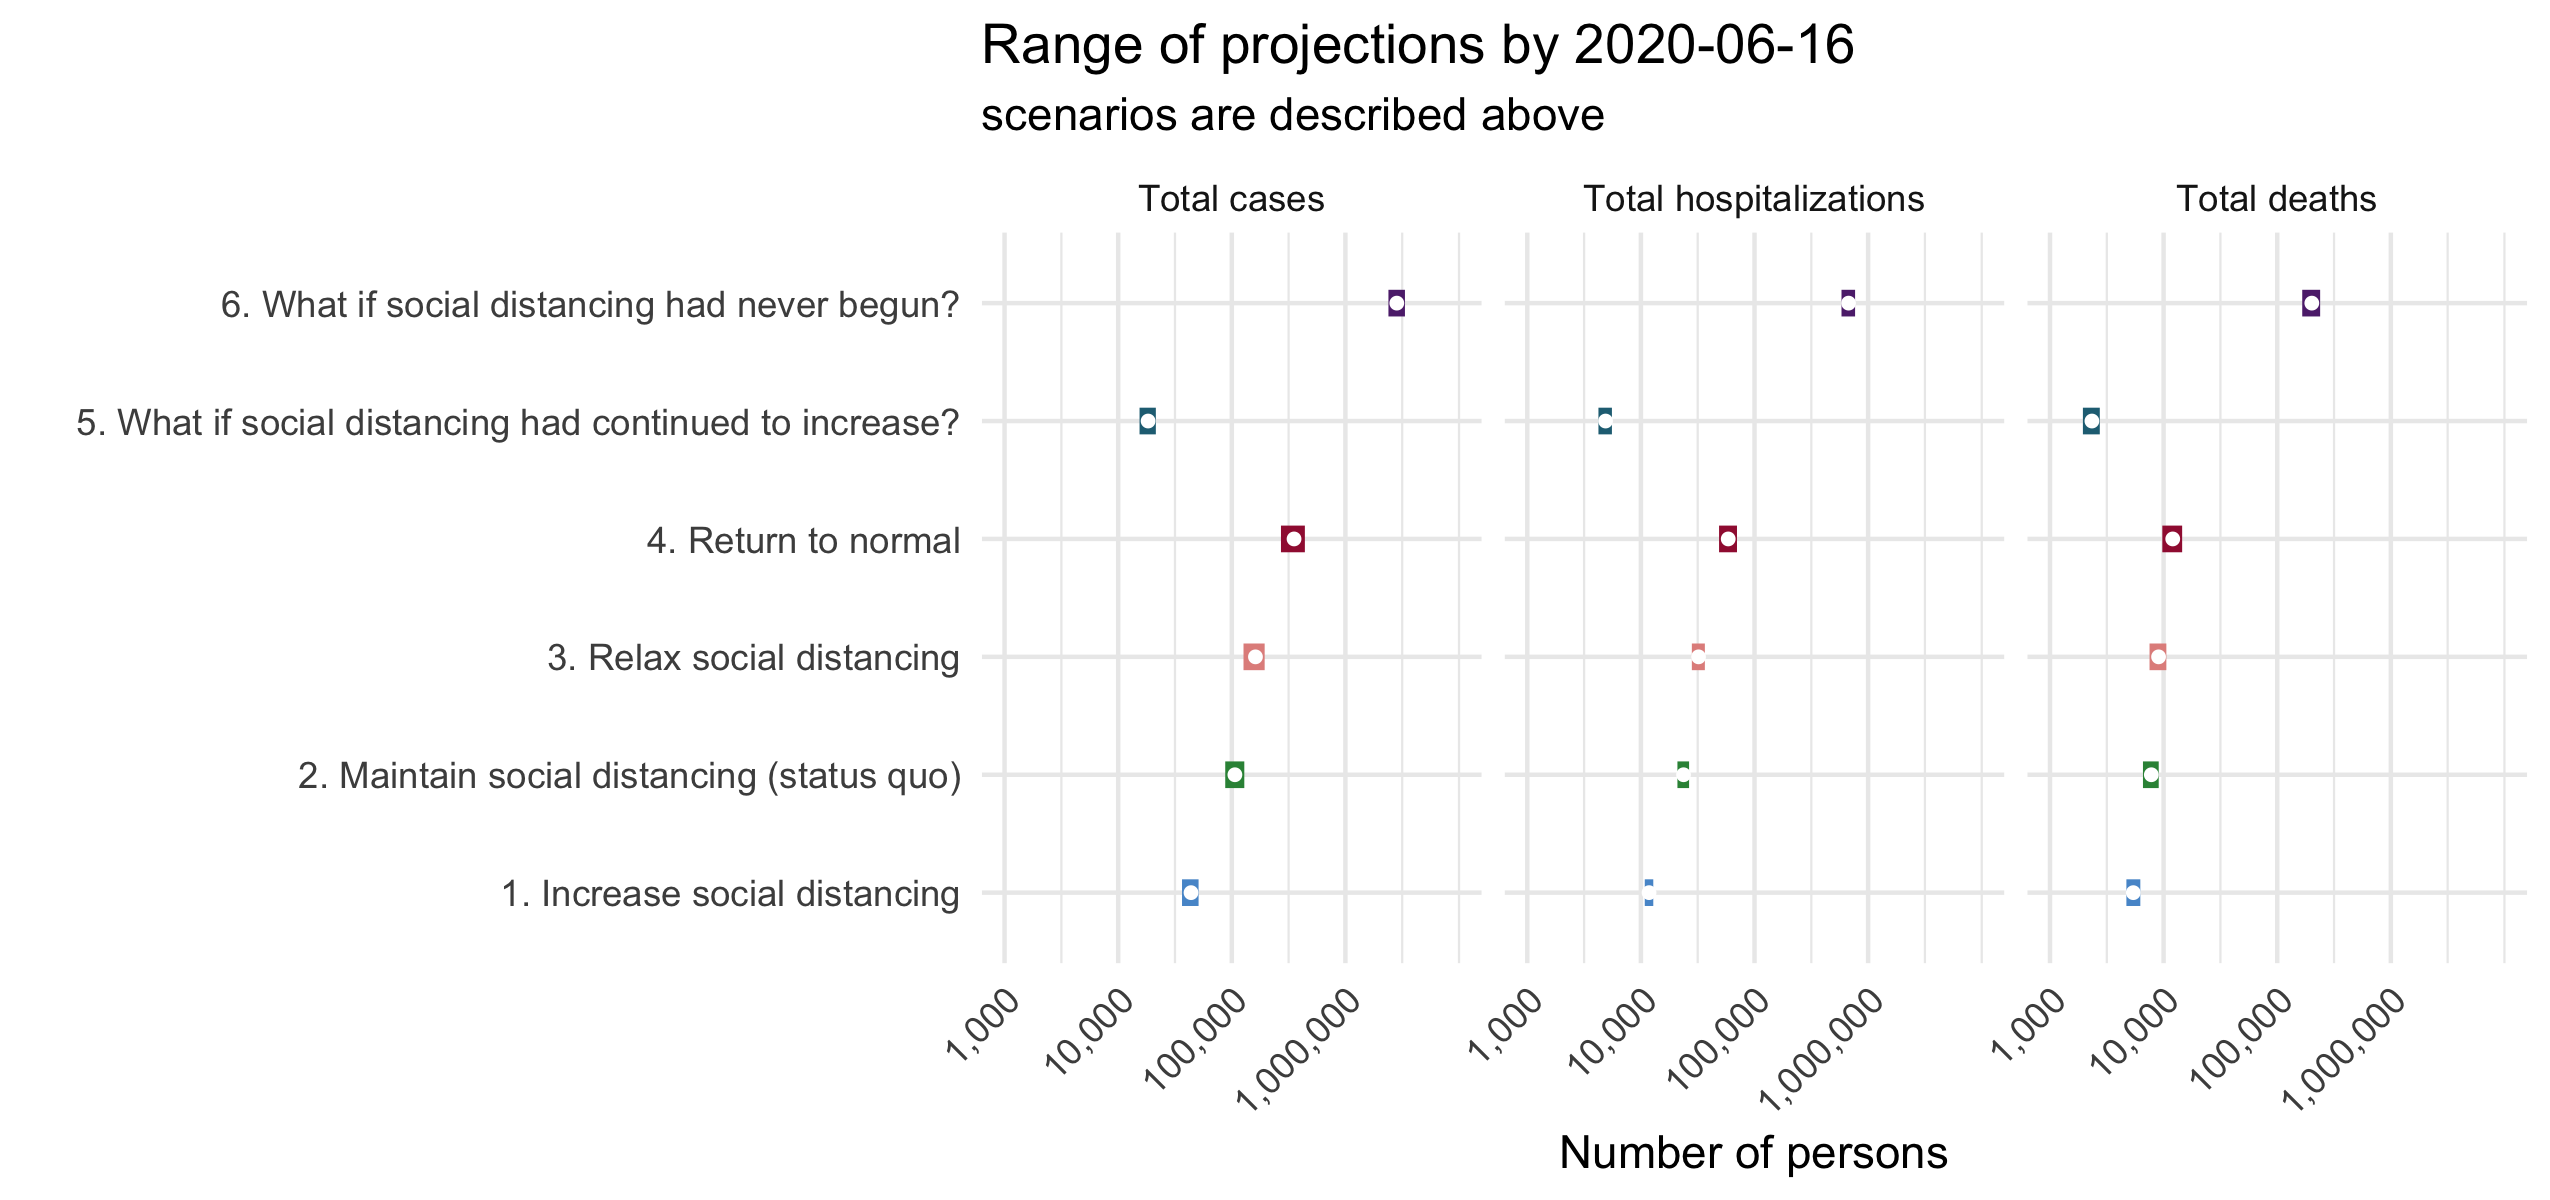 Range of projections by 2020-06-16
scenarios are described above
Total cases
Total hospitalizations
Total deaths
6. What if social distancing had never begun?
5. What if social distancing had continued to increase?
4. Return to normal
3. Relax social distancing
2. Maintain social distancing (status quo)
1. Increase social distancing
1,000
10,000
100,000
1,000,000
1,000
10,000
100,000
1,000,000
1,000
10,000
100,000
1,000,000
Number of persons